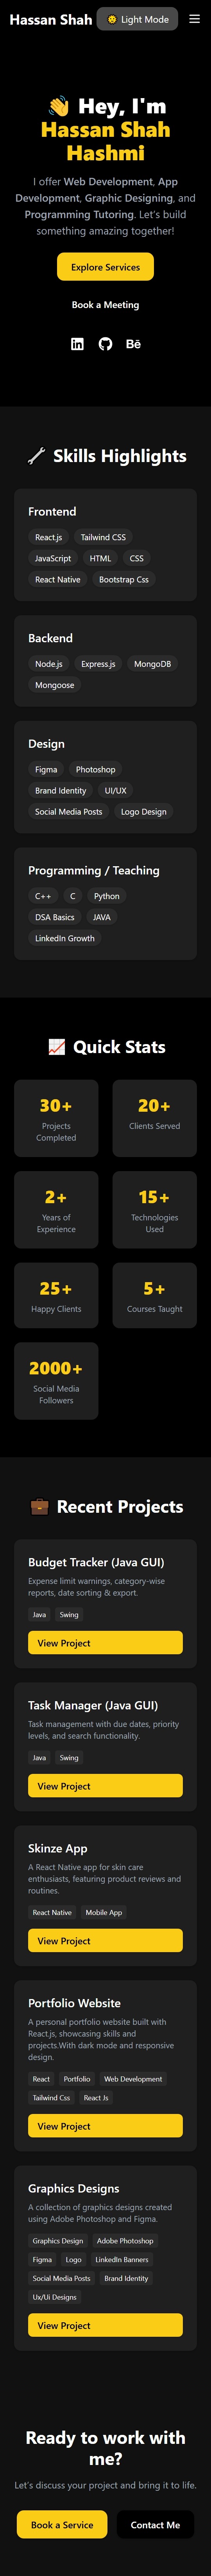 Hassan Shah
🧔 Light Mode
👋 Hey, I'm
Hassan Shah
Hashmi
I offer Web Development, App
Development, Graphic Designing, and
Programming Tutoring. Let's build
something amazing together!
Explore Services
Book a Meeting
Bē
🔧 Skills Highlights
Frontend
React.js Tailwind CSS
JavaScript HTML CSS
React Native Bootstrap Css
Backend
Node.js Express.js MongoDB
Mongoose
Design
Figma Photoshop
Brand Identity UI/UX
Social Media Posts Logo Design
Programming / Teaching
C++ C Python
DSA Basics JAVA
LinkedIn Growth
📈 Quick Stats
30+
Projects
Completed
20+
Clients Served
2+
Years of
Experience
15+
Technologies
Used
25+
Happy Clients
5+
Courses Taught
2000+
Social Media
Followers
💼 Recent Projects
Budget Tracker (Java GUI)
Expense limit warnings, category-wise
reports, date sorting & export.
Java Swing
View Project
Task Manager (Java GUI)
Task management with due dates, priority
levels, and search functionality.
Java Swing
View Project
Skinze App
A React Native app for skin care
enthusiasts, featuring product reviews and
routines.
React Native Mobile App
View Project
Portfolio Website
A personal portfolio website built with
React.js, showcasing skills and
projects.With dark mode and responsive
design.
React Portfolio Web Development
Tailwind Css React Js
View Project
Graphics Designs
A collection of graphics designs created
using Adobe Photoshop and Figma.
Graphics Design Adobe Photoshop
Figma Logo LinkedIn Banners
Social Media Posts Brand Identity
Ux/Ui Designs
View Project
Ready to work with
me?
Let's discuss your project and bring it to life.
Book a Service
Contact Me